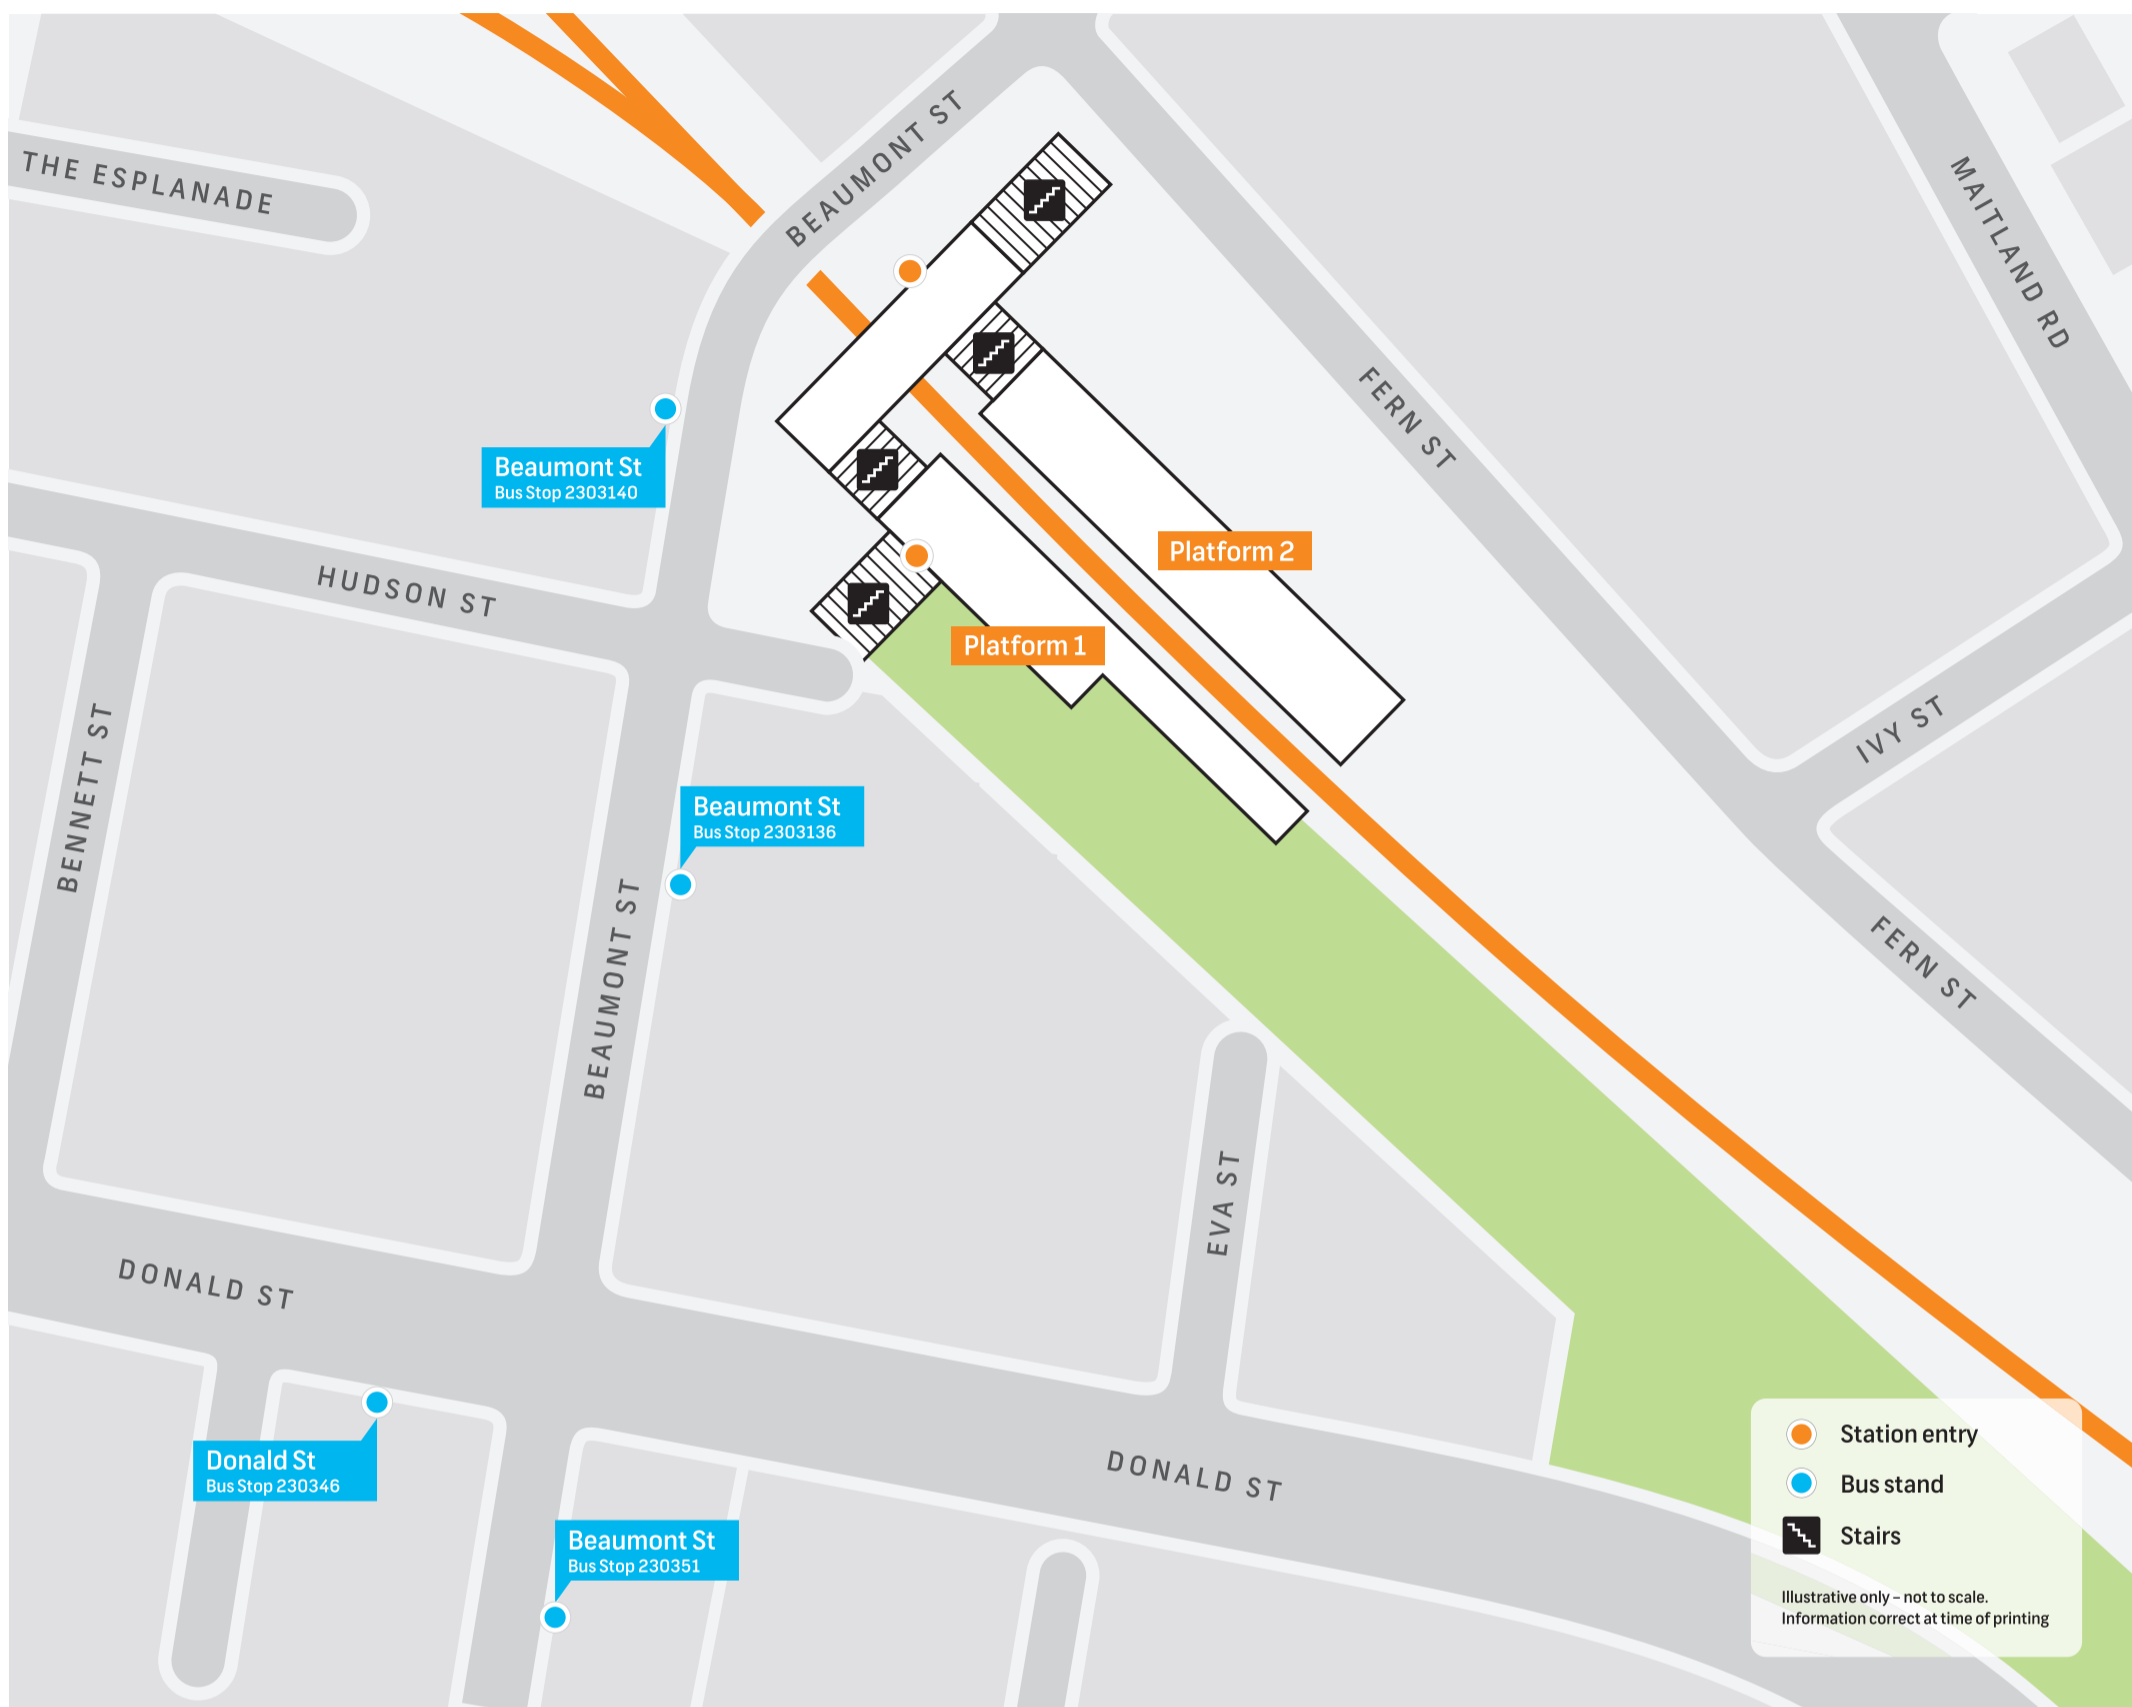 THE ESPLANADE
BEAUMONT ST
MAITLAND RD
FERN ST
Beaumont St
Bus Stop 2303140
HUDSON ST
Platform 2
Platform 1
IVY ST
BENNETT ST
Beaumont St
Bus Stop 2303136
BEAUMONT ST
FERN ST
EVA ST
DONALD ST
Donald St
Bus Stop 230346
DONALD ST
Beaumont St
Bus Stop 230351
Station entry
Bus stand
Stairs
Illustrative only – not to scale.
Information correct at time of printing